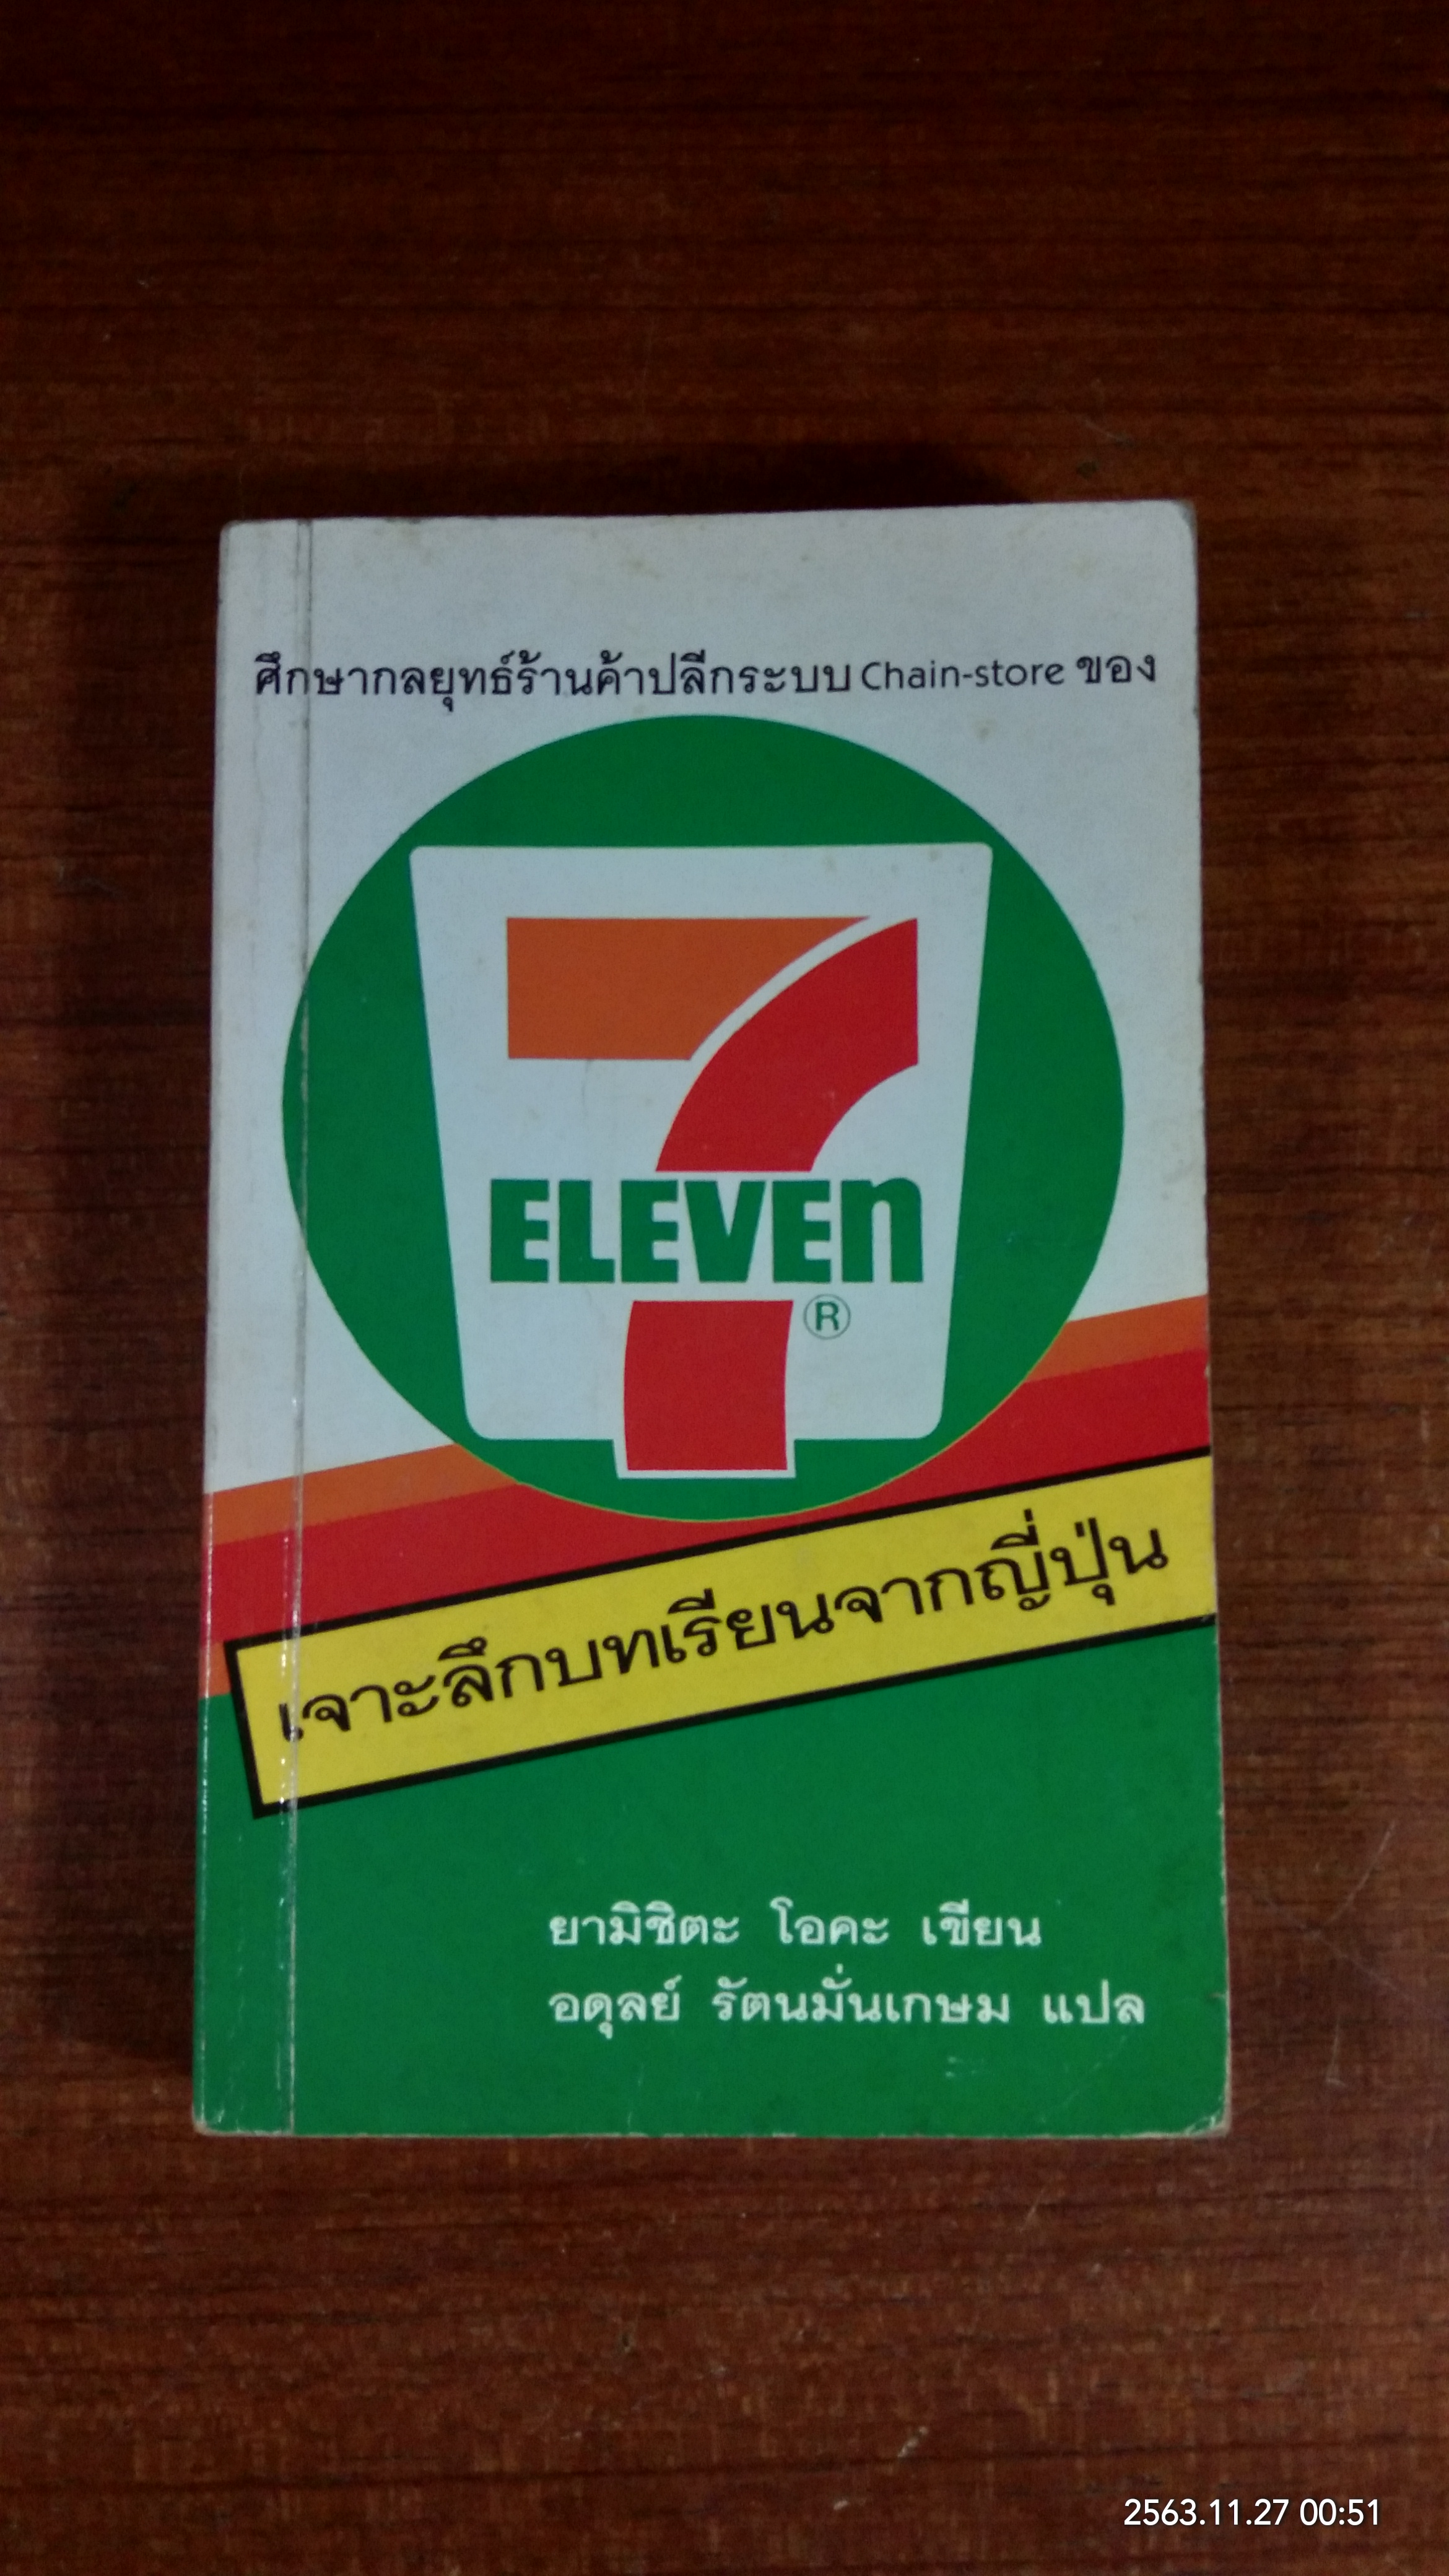 ศึกษากลยุทธ์ร้านค้าปลีกระบบ Chain-store ของ
7
ELEVEn
®
เจาะลึกบทเรียนจากญี่ปุ่น
ยามิชิตะ โอคะ เขียน
อดุลย์ รัตนมั่นเกษม แปล
2563.11.27 00:51